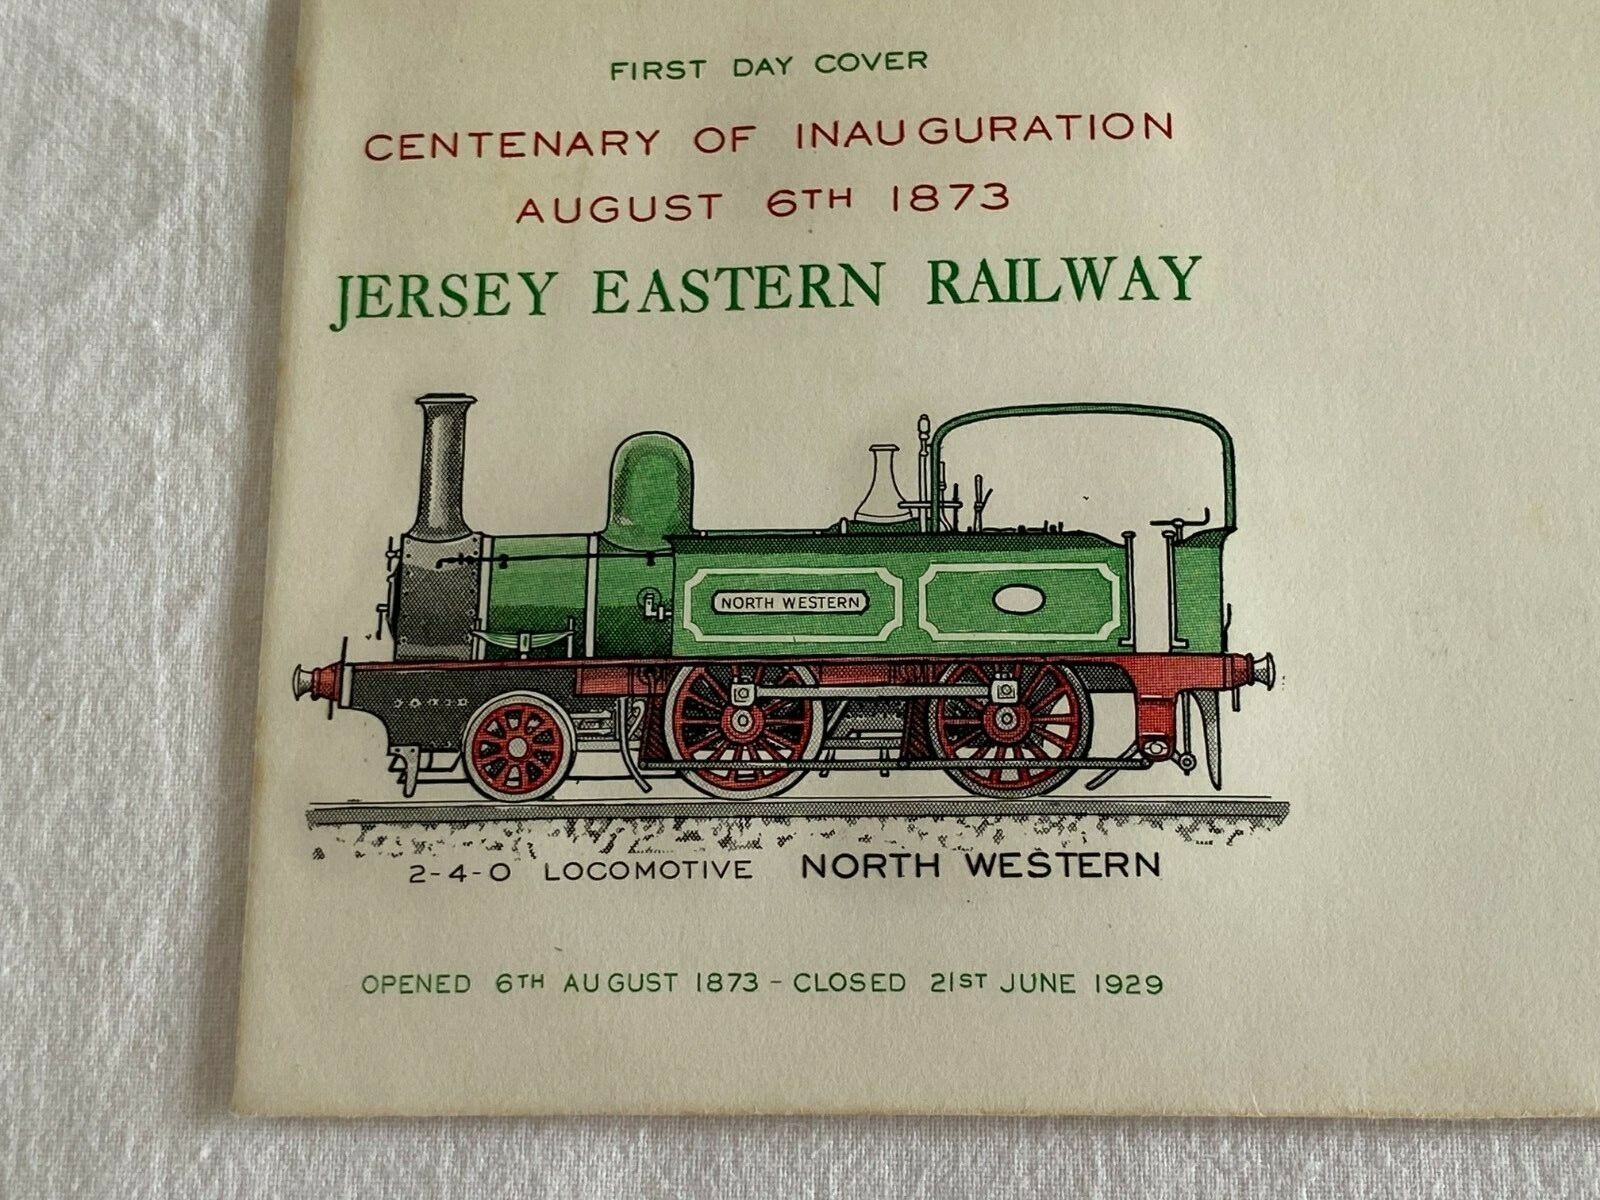 FIRST DAY COVER
CENTENARY OF INAUGURATION
AUGUST 6TH 1873
JERSEY EASTERN RAILWAY
NORTH WESTERN
2-4-0 LOCOMOTIVE NORTH WESTERN
OPENED 6TH AUGUST 1873 - CLOSED 21ST JUNE 1929